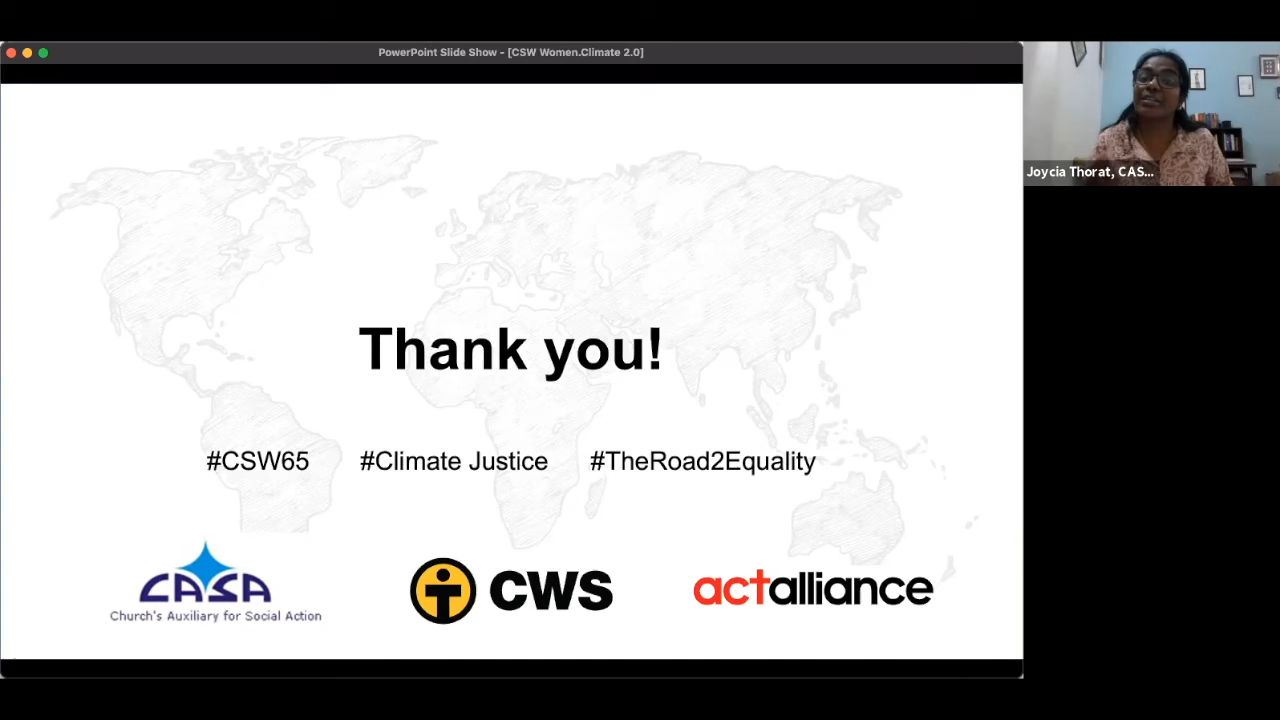 PowerPoint Slide Show - [CSW Women.Climate 2.0]
Joycia Thorat, CAS...
Thank you!
#CSW65 #Climate Justice #TheRoad2Equality
CASA
Church's Auxiliary for Social Action
CWS
actalliance